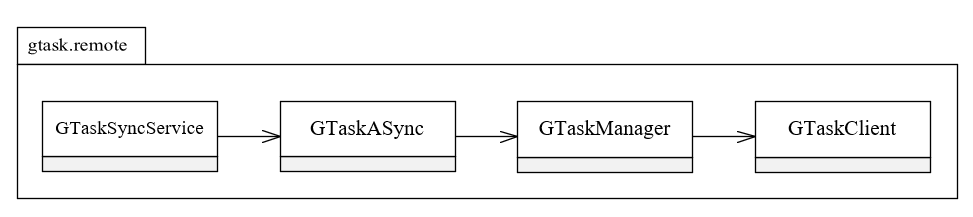 gtask.remote
GTaskSyncService
GTaskASync
GTaskManager
GTaskClient